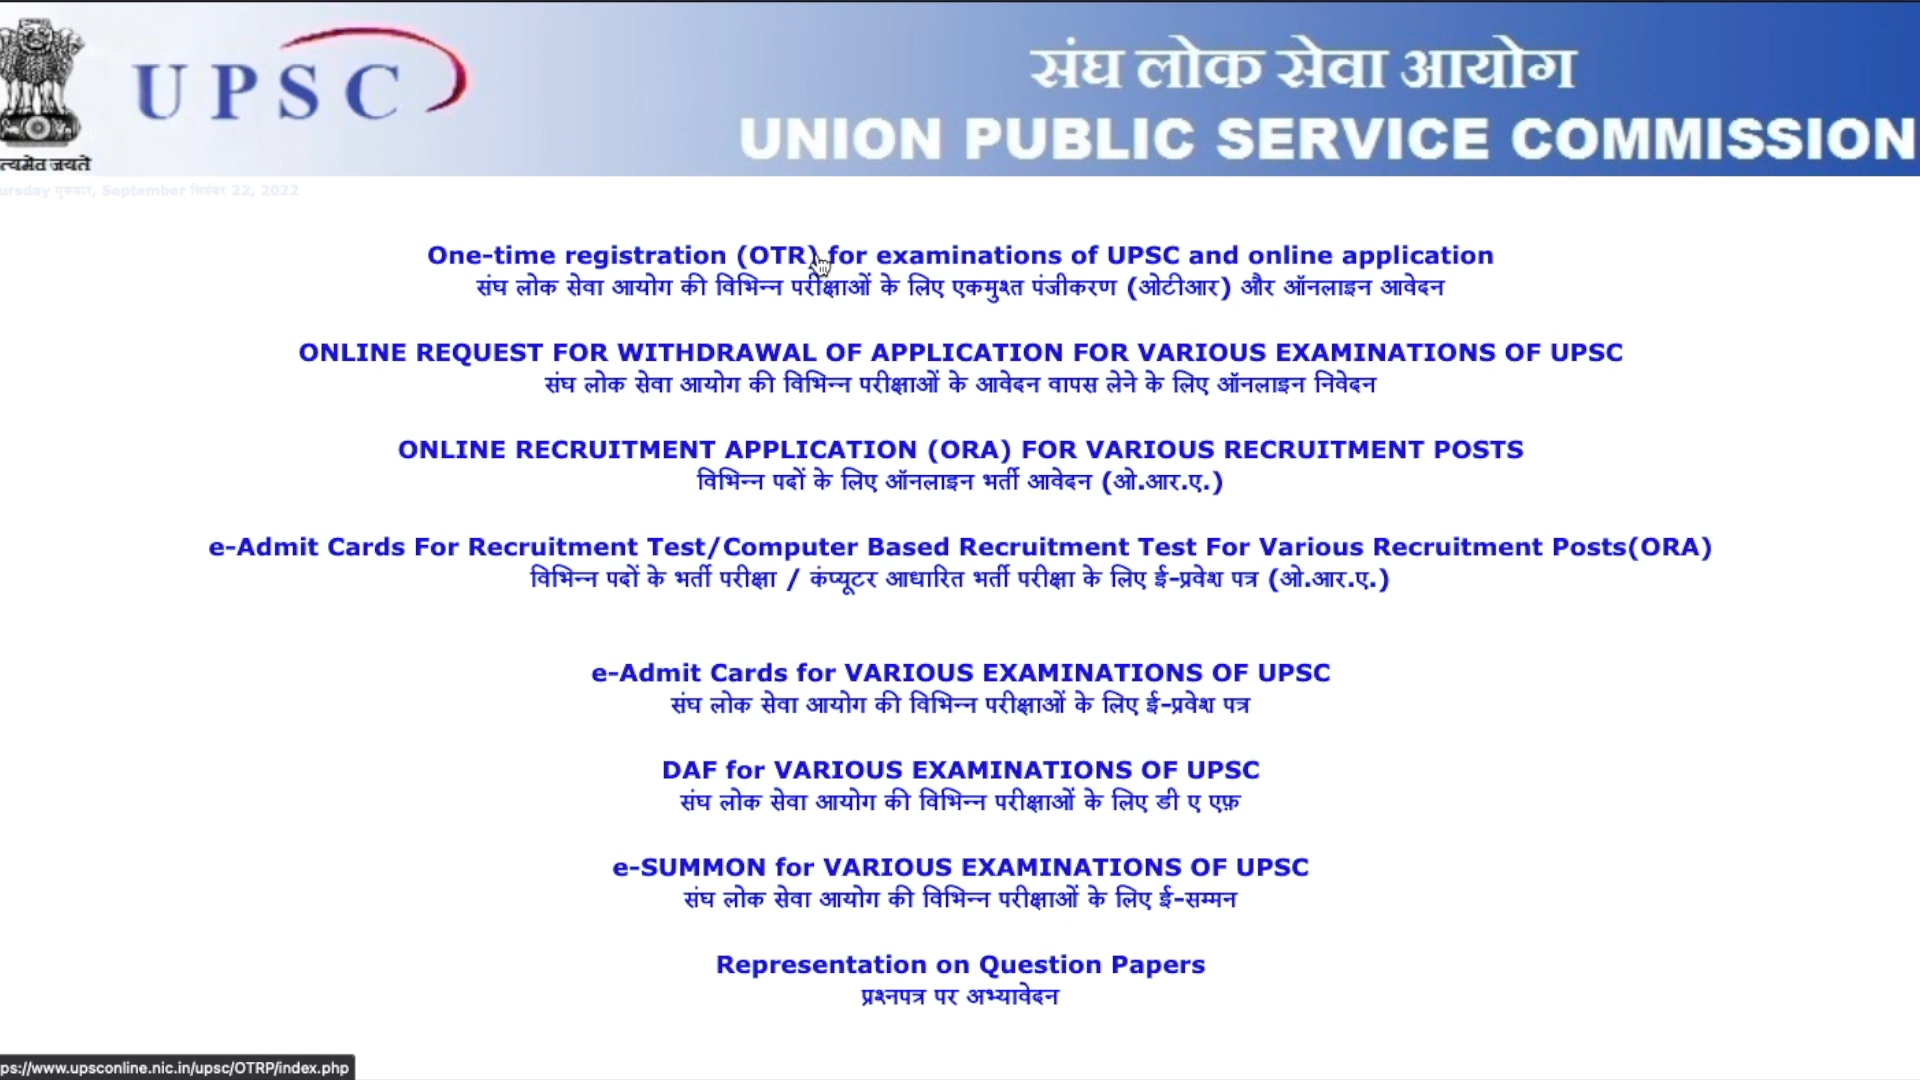 UPSC
संघ लोक सेवा आयोग
UNION PUBLIC SERVICE COMMISSION
त्यमेव जयते
ursday गुरुवार, September सितंबर 22, 2022
One-time registration (OTR) for examinations of UPSC and online application
संघ लोक सेवा आयोग की विभिन्न परीक्षाओं के लिए एकमुश्त पंजीकरण (ओटीआर) और ऑनलाइन आवेदन
ONLINE REQUEST FOR WITHDRAWAL OF APPLICATION FOR VARIOUS EXAMINATIONS OF UPSC
संघ लोक सेवा आयोग की विभिन्न परीक्षाओं के आवेदन वापस लेने के लिए ऑनलाइन निवेदन
ONLINE RECRUITMENT APPLICATION (ORA) FOR VARIOUS RECRUITMENT POSTS
विभिन्न पदों के लिए ऑनलाइन भर्ती आवेदन (ओ.आर.ए.)
e-Admit Cards For Recruitment Test/Computer Based Recruitment Test For Various Recruitment Posts(ORA)
विभिन्न पदों के भर्ती परीक्षा / कंप्यूटर आधारित भर्ती परीक्षा के लिए ई-प्रवेश पत्र (ओ.आर.ए.)
e-Admit Cards for VARIOUS EXAMINATIONS OF UPSC
संघ लोक सेवा आयोग की विभिन्न परीक्षाओं के लिए ई-प्रवेश पत्र
DAF for VARIOUS EXAMINATIONS OF UPSC
संघ लोक सेवा आयोग की विभिन्न परीक्षाओं के लिए डी ए एफ़
e-SUMMON for VARIOUS EXAMINATIONS OF UPSC
संघ लोक सेवा आयोग की विभिन्न परीक्षाओं के लिए ई-सम्मन
Representation on Question Papers
प्रश्नपत्र पर अभ्यावेदन
ps://www.upsconline.nic.in/upsc/OTRP/index.php